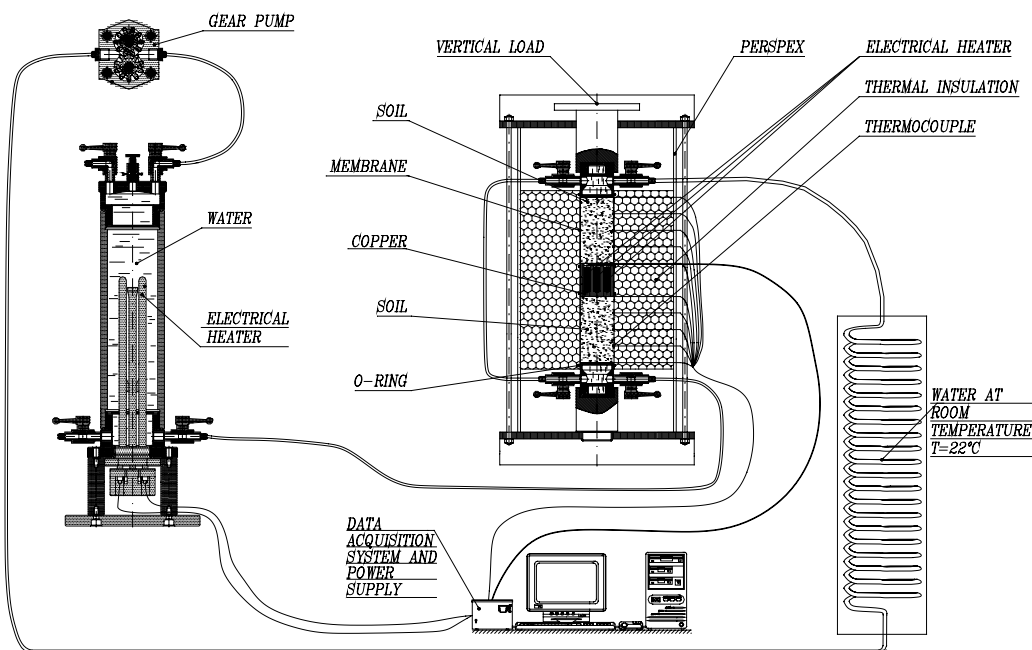 GEAR PUMP
VERTICAL LOAD
PERSPEX
ELECTRICAL HEATER
THERMAL INSULATION
SOIL
THERMOCOUPLE
MEMBRANE
WATER
COPPER
SOIL
ELECTRICAL
HEATER
O-RING
WATER AT
ROOM
TEMPERATURE
T=22°C
DATA
ACQUISITION
SYSTEM AND
POWER
SUPPLY